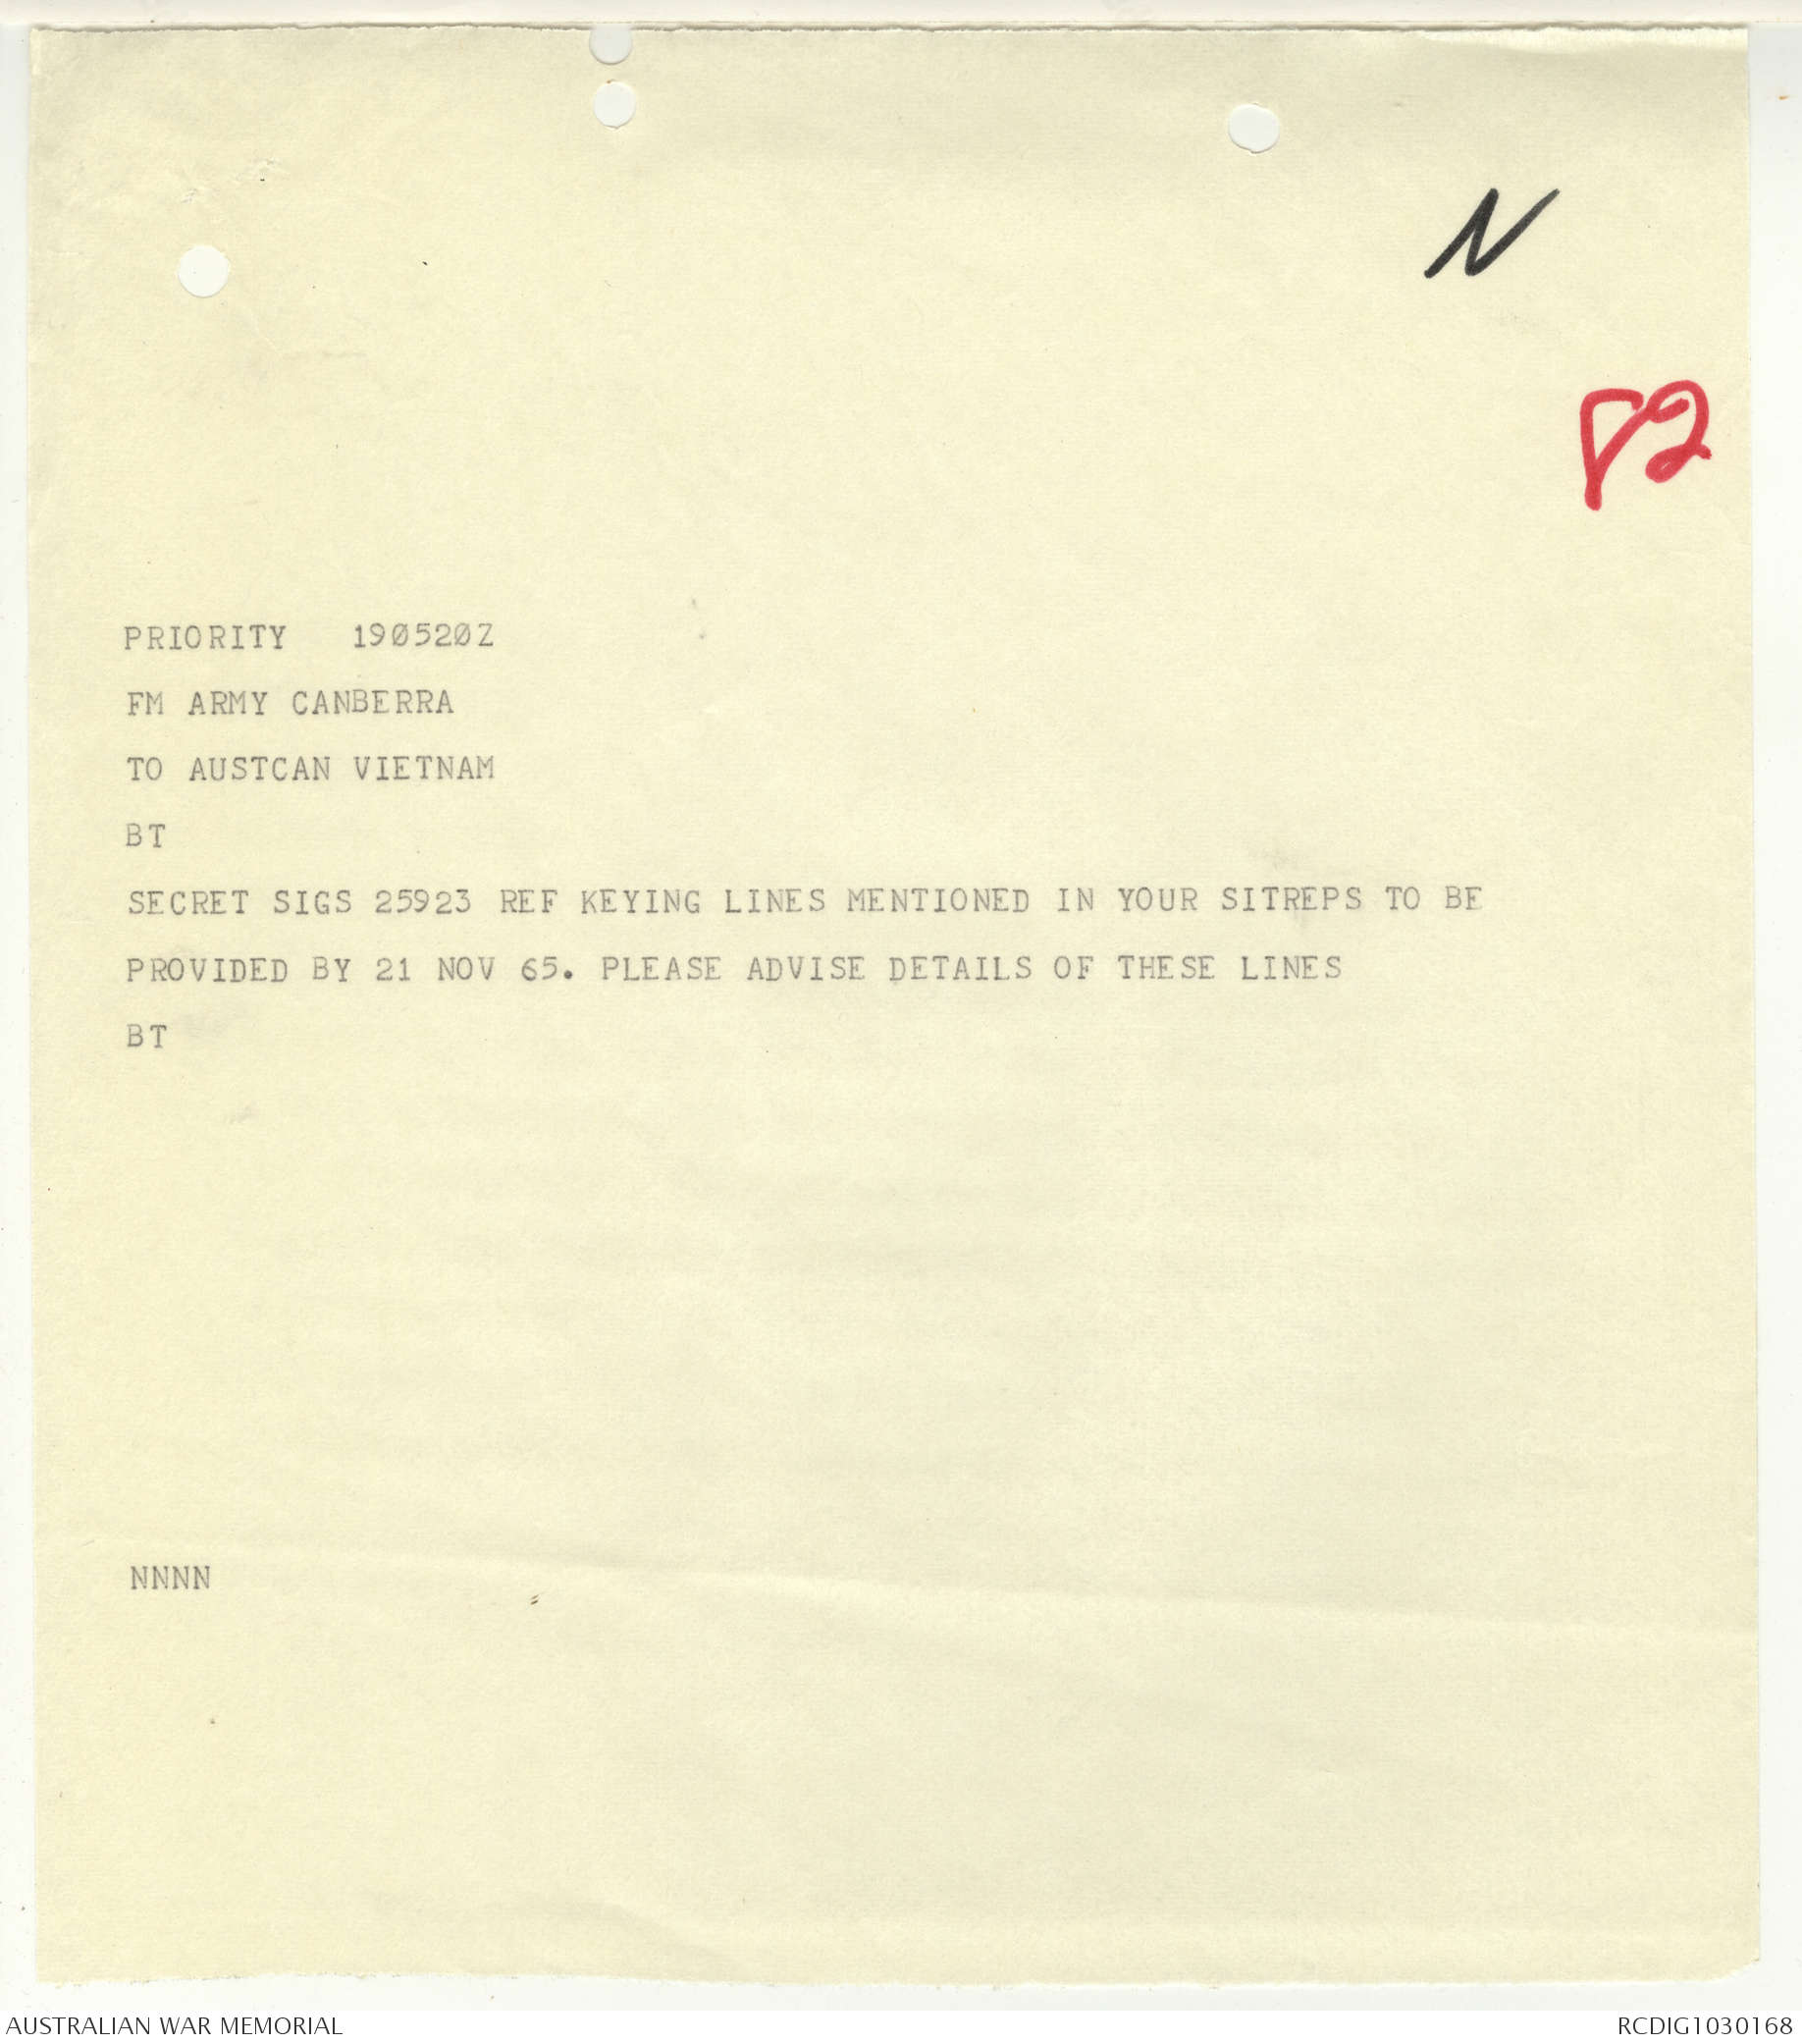 N
82
PRIORITY   190520Z
FM ARMY CANBERRA
TO AUSTCAN VIETNAM
BT
SECRET SIGS 25923 REF KEYING LINES MENTIONED IN YOUR SITREPS TO BE
PROVIDED BY 21 NOV 65. PLEASE ADVISE DETAILS OF THESE LINES
BT
NNNN
AUSTRALIAN WAR MEMORIAL
RCDIG1030168